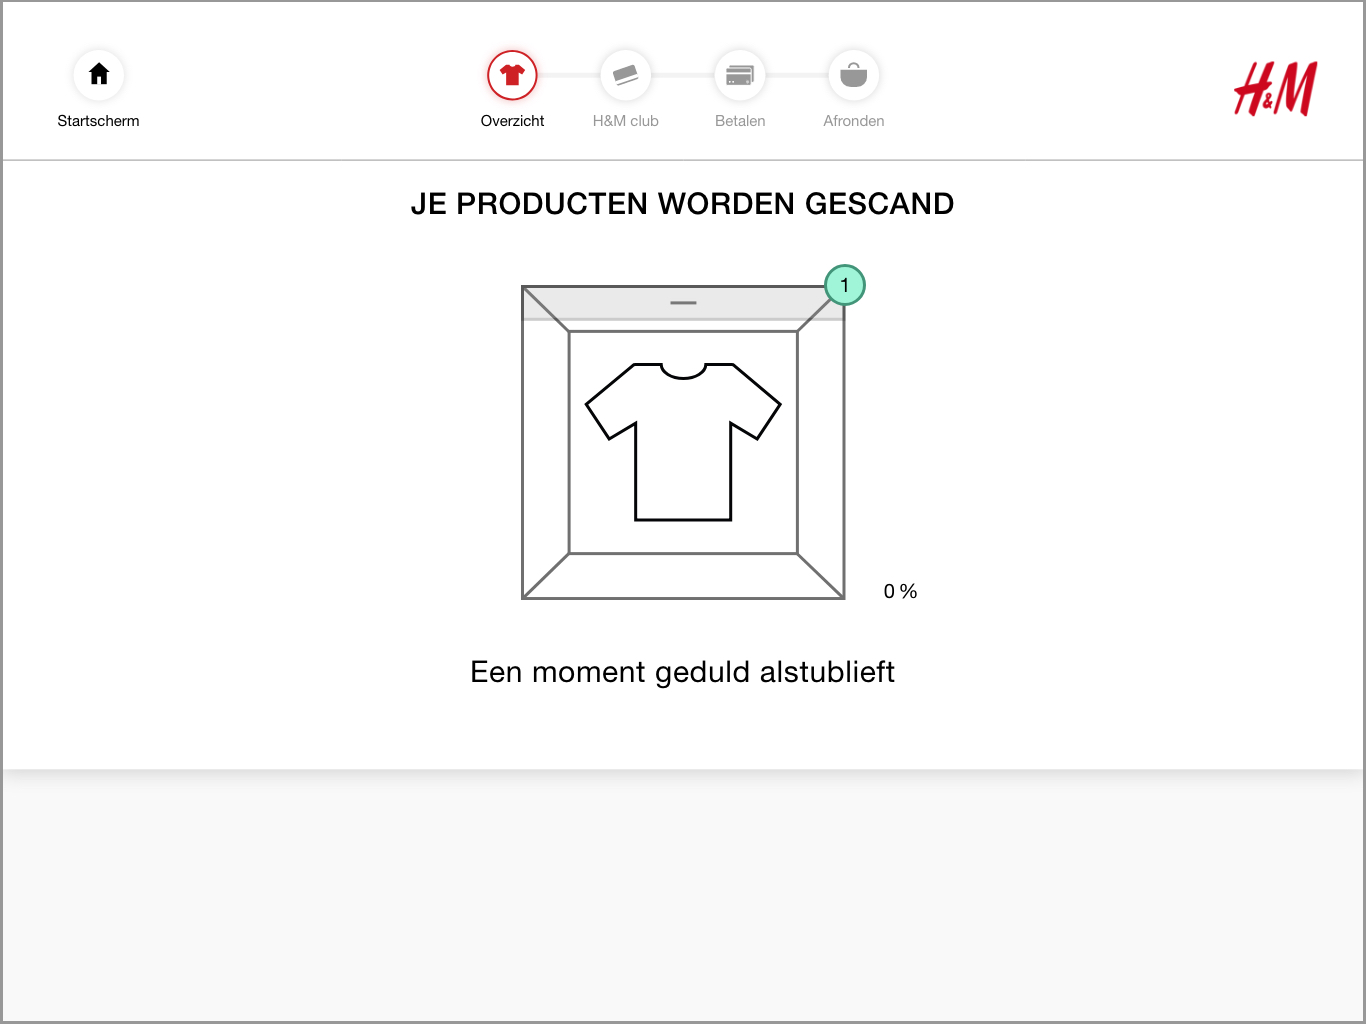 Startscherm
Overzicht
H&M club
Betalen
Afronden
H&M
JE PRODUCTEN WORDEN GESCAND
1
0 %
Een moment geduld alstublieft